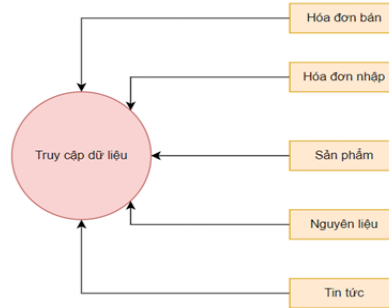 Hóa đơn bán
Hóa đơn nhập
Truy cập dữ liệu
Sản phẩm
Nguyên liệu
Tin tức